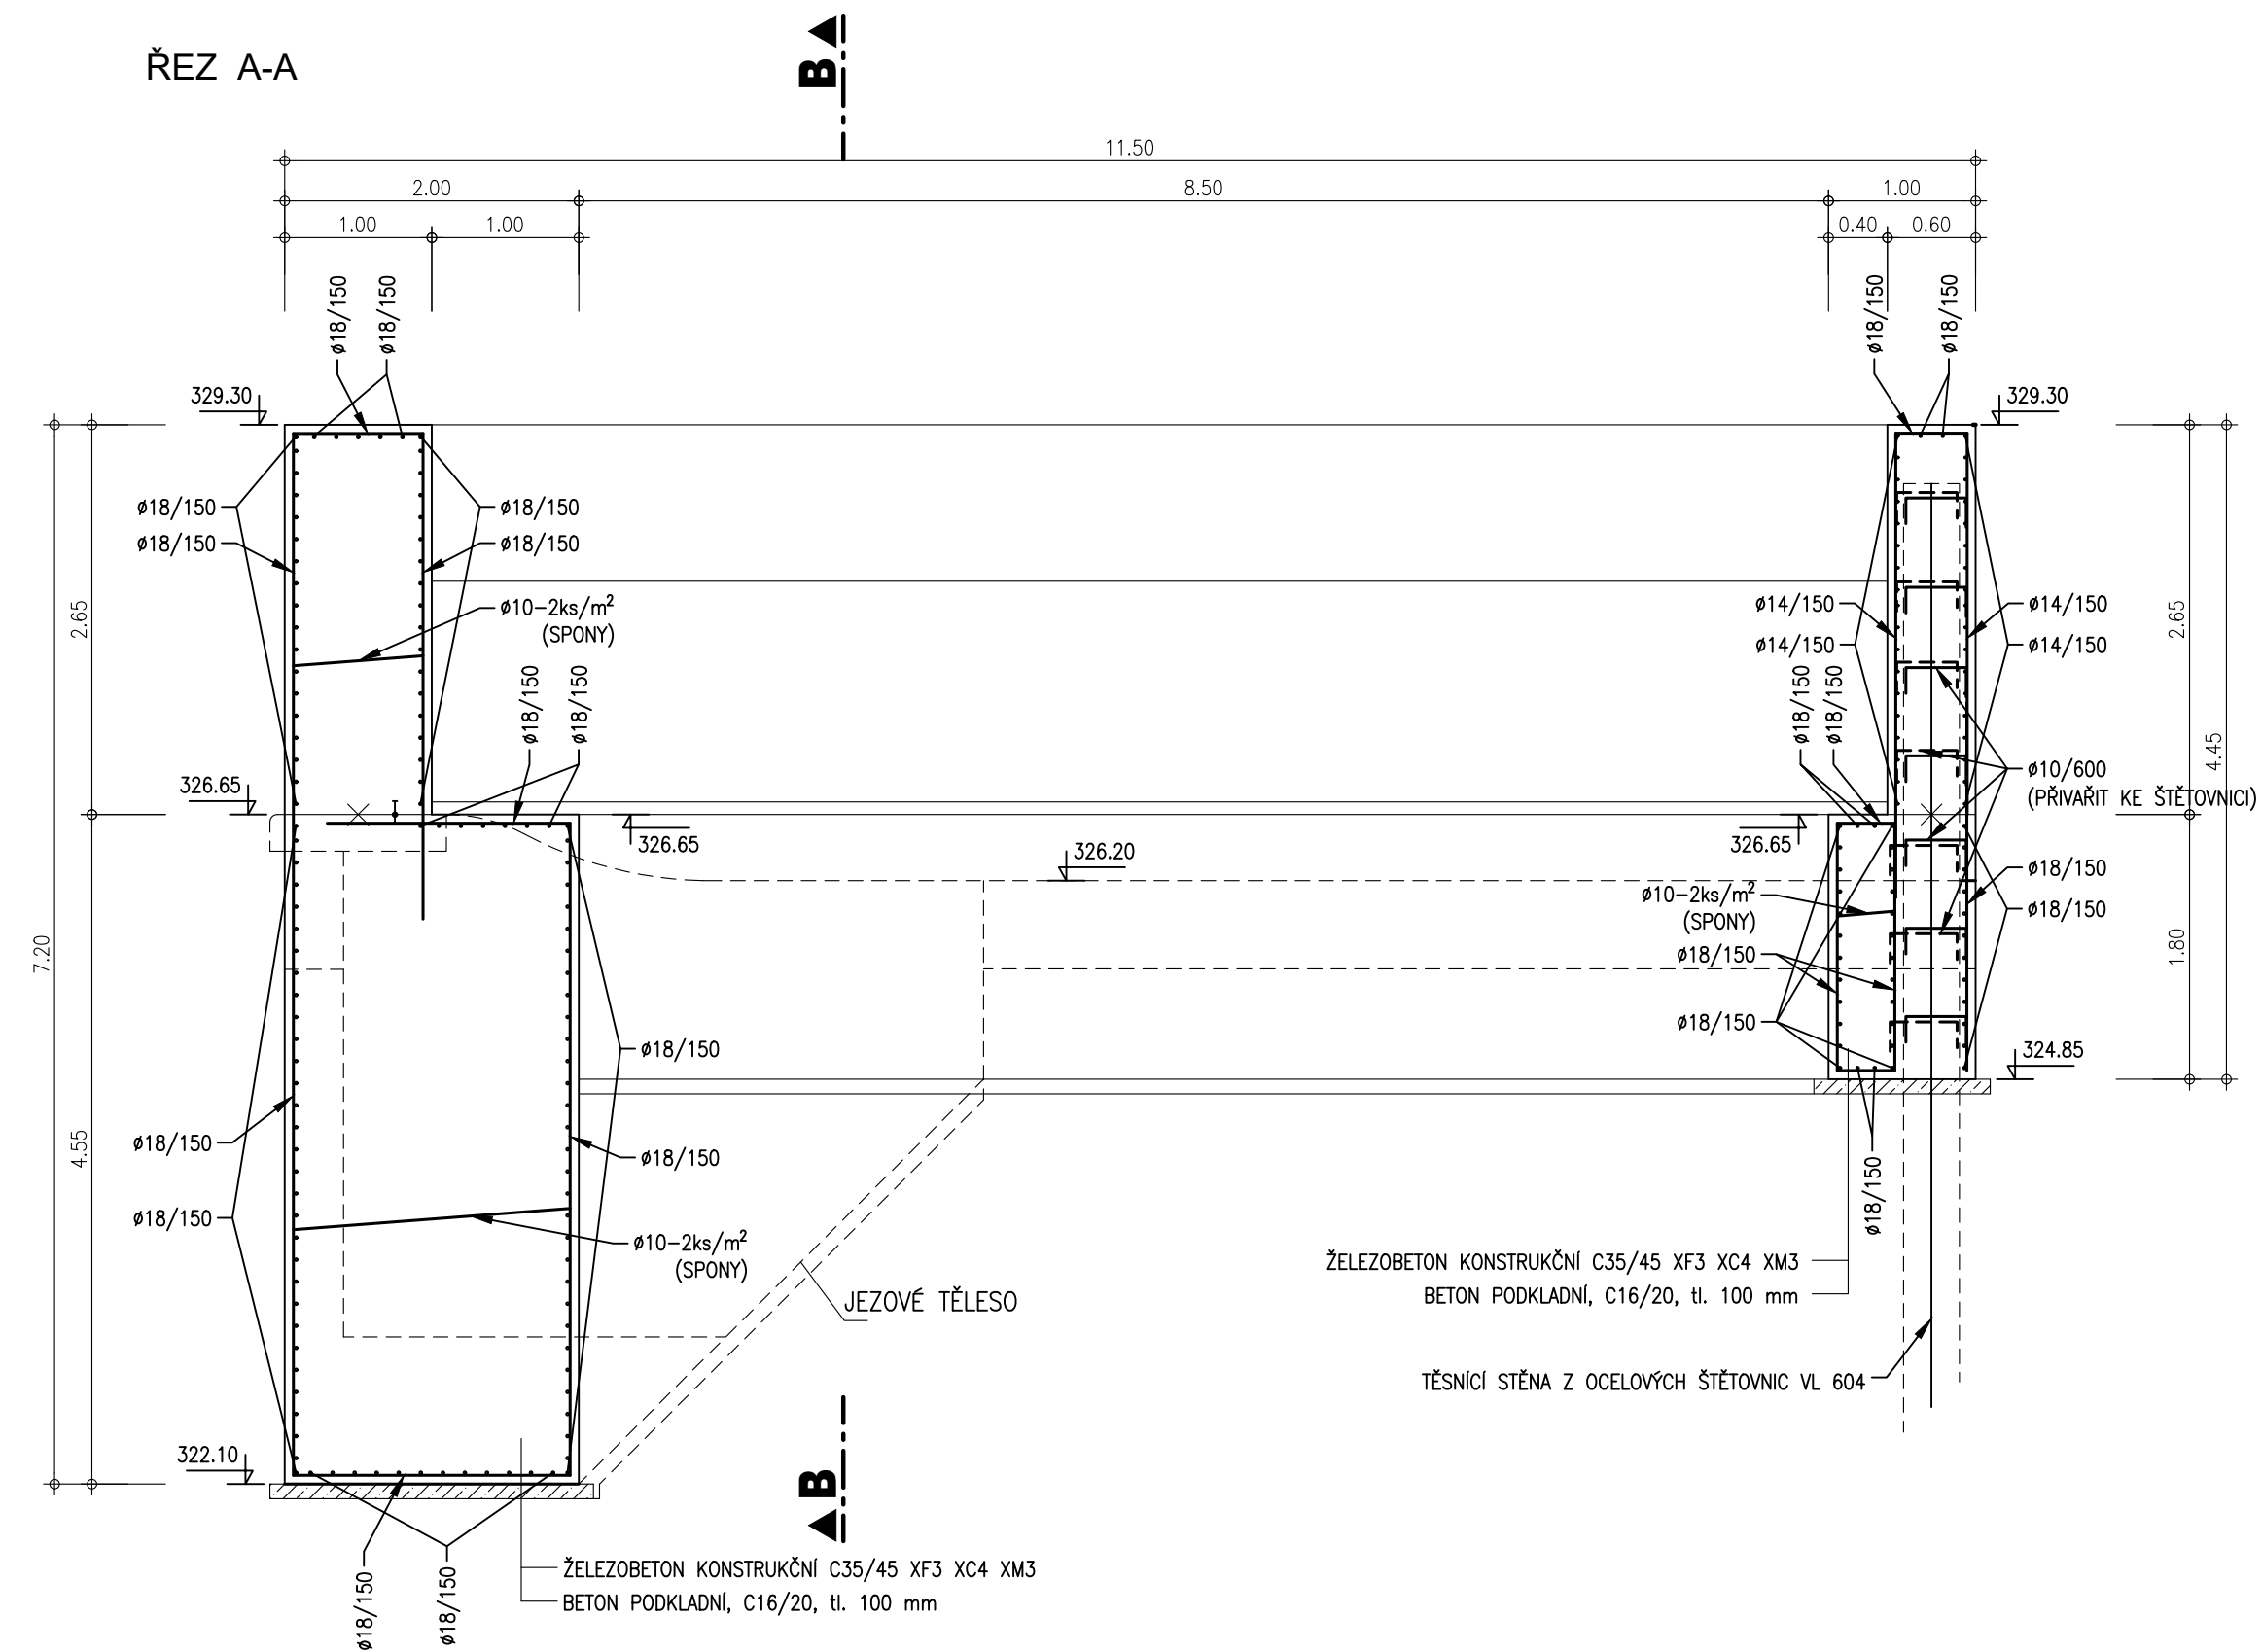 ŘEZ A-A
B
11.50
2.00
8.50
1.00
1.00
1.00
0.40
0.60
ø18/150
ø18/150
ø18/150
ø18/150
329.30
329.30
ø18/150
ø18/150
ø18/150
ø18/150
ø10-2ks/m²
(SPONY)
ø14/150
ø14/150
ø14/150
ø14/150
2.65
2.65
ø18/150
ø18/150
ø18/150
ø18/150
4.45
ø10/600
(PŘIVAŘIT KE ŠTĚTOVNICI)
326.65
326.65
326.20
326.65
ø18/150
ø10-2ks/m²
(SPONY)
ø18/150
7.20
ø18/150
1.80
ø18/150
ø18/150
324.85
4.55
ø18/150
ø18/150
ø18/150
ø18/150
ø10-2ks/m²
(SPONY)
JEZOVÉ TĚLESO
ŽELEZOBETON KONSTRUKČNÍ C35/45 XF3 XC4 XM3
BETON PODKLADNÍ, C16/20, tl. 100 mm
TĚSNÍCÍ STĚNA Z OCELOVÝCH ŠTĚTOVNIC VL 604
322.10
B
ø18/150
ø18/150
ŽELEZOBETON KONSTRUKČNÍ C35/45 XF3 XC4 XM3
BETON PODKLADNÍ, C16/20, tl. 100 mm